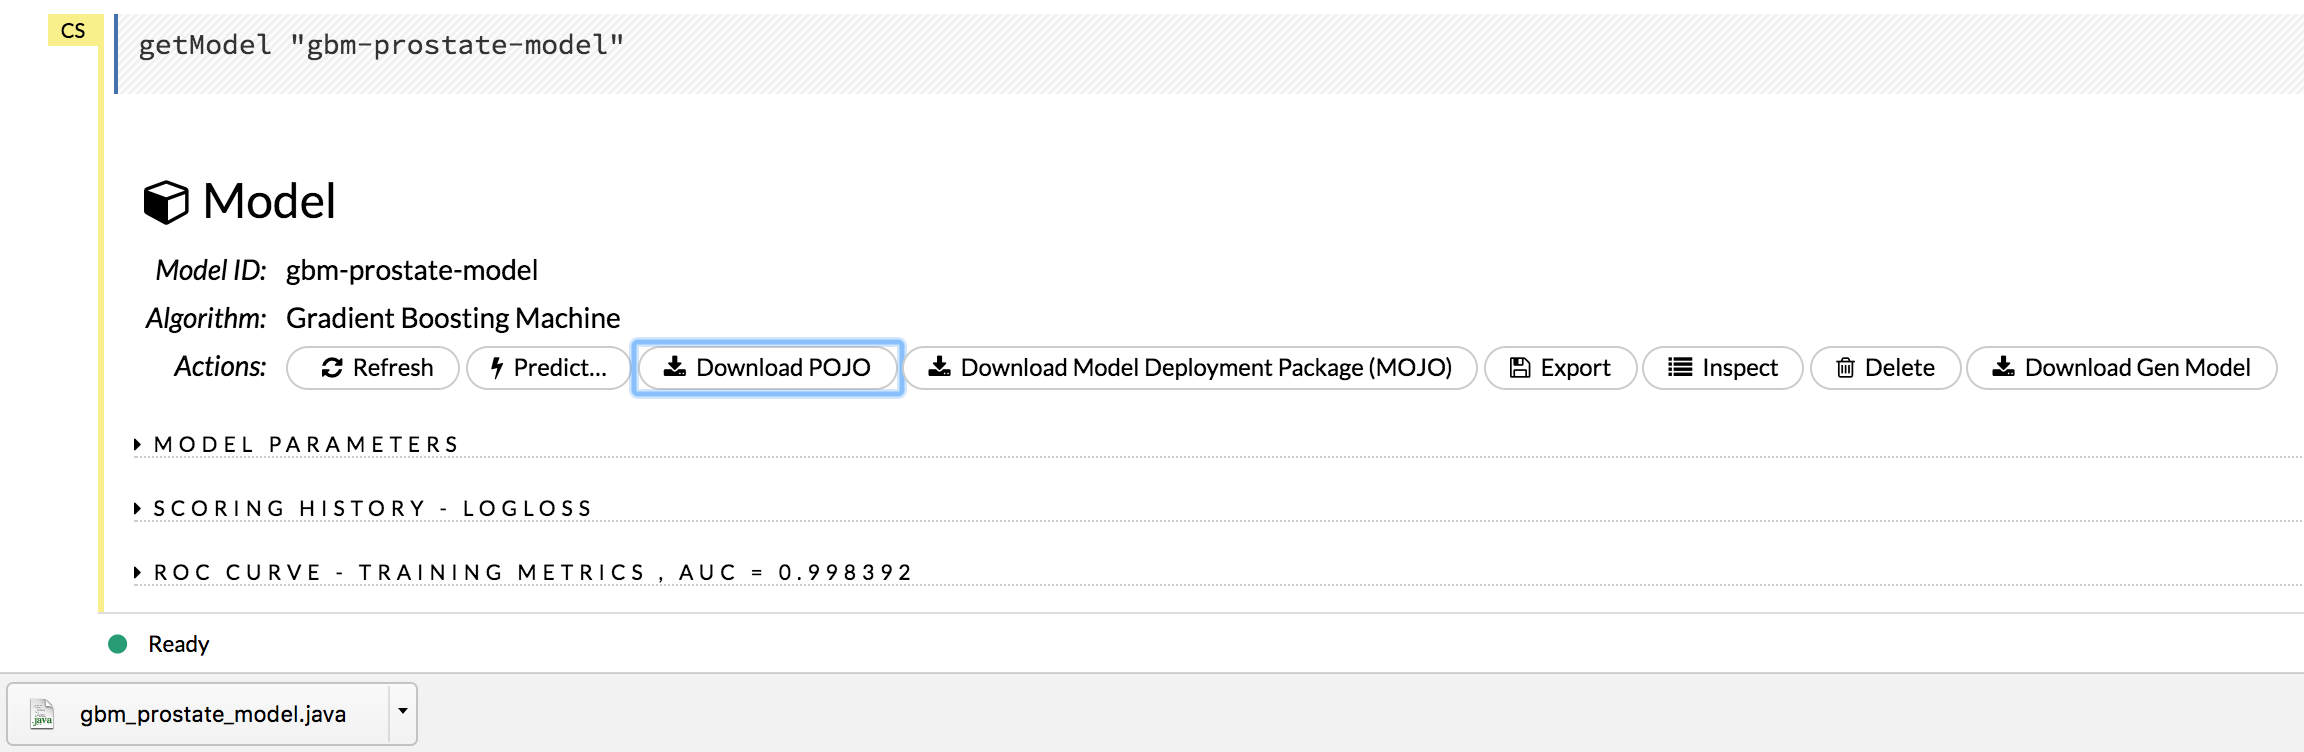 CS
getModel "gbm-prostate-model"
Model
Model ID: gbm-prostate-model
Algorithm: Gradient Boosting Machine
Actions: Refresh Predict... Download POJO Download Model Deployment Package (MOJO) Export Inspect Delete Download Gen Model
MODEL PARAMETERS
SCORING HISTORY - LOGLOSS
ROC CURVE - TRAINING METRICS , AUC = 0.998392
Ready
.java gbm_prostate_model.java